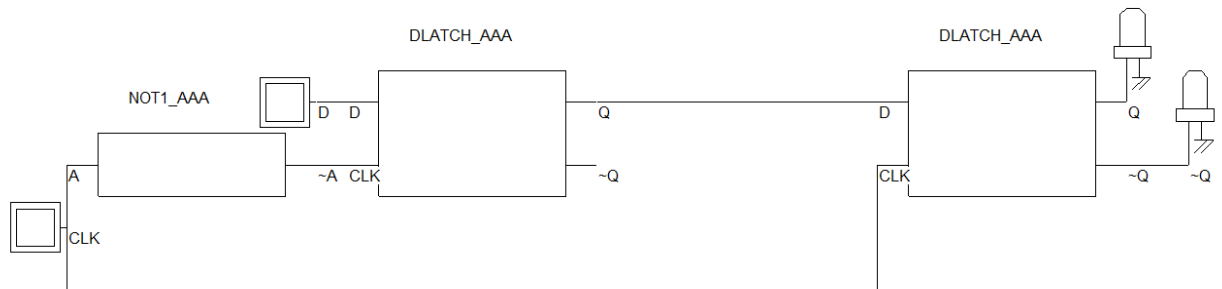 DLATCH_AAA
DLATCH_AAA
NOT1_AAA
D
D
Q
D
Q
A
~A
CLK
~Q
CLK
~Q
~Q
CLK